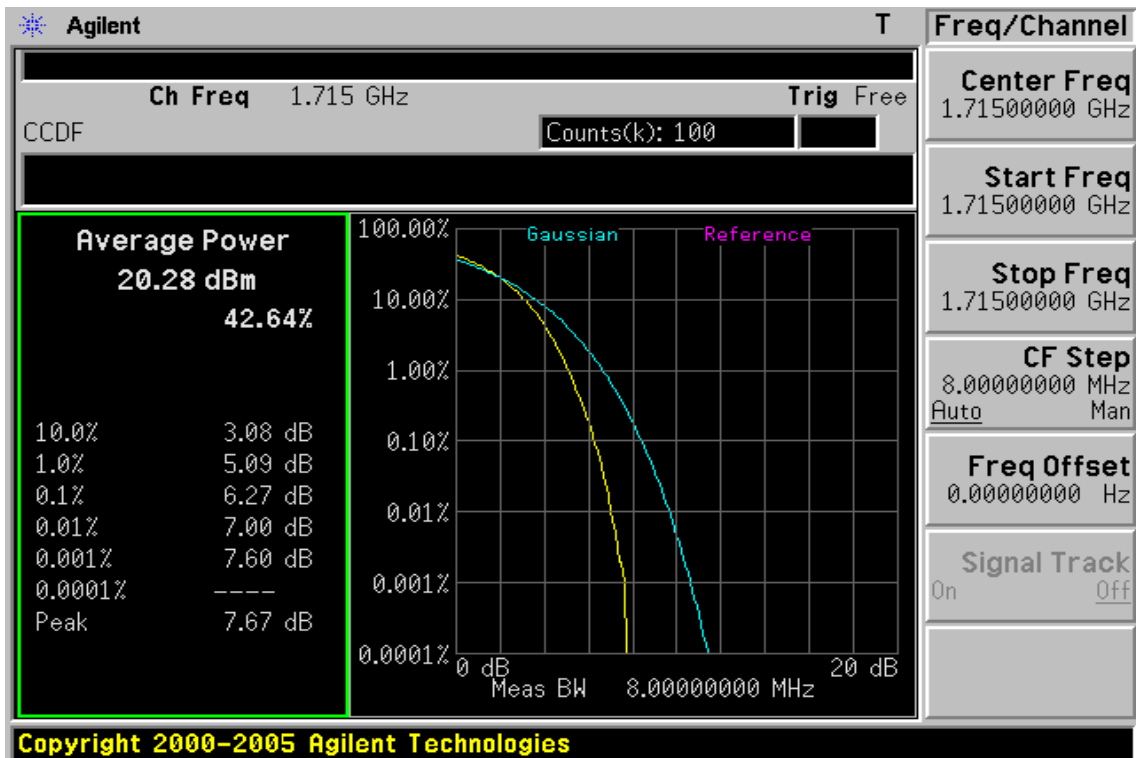 Agilent T
Ch Freq 1.715 GHz Trig Free
CCDF Counts(k): 100
Average Power
20.28 dBm
42.64%
10.0% 3.08 dB
1.0% 5.09 dB
0.1% 6.27 dB
0.01% 7.00 dB
0.001% 7.60 dB
0.0001% ----
Peak 7.67 dB
100.00%
Gaussian Reference
10.00%
1.00%
0.10%
0.01%
0.001%
0.0001%
0 dB 20 dB
Meas BW 8.00000000 MHz
Freq/Channel
Center Freq
1.71500000 GHz
Start Freq
1.71500000 GHz
Stop Freq
1.71500000 GHz
CF Step
8.00000000 MHz
Auto Man
Freq Offset
0.00000000 Hz
Signal Track
On Off
Copyright 2000-2005 Agilent Technologies